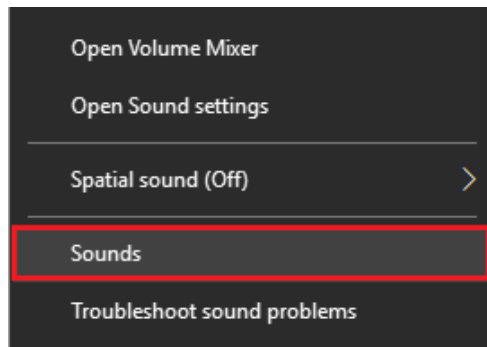 Open Volume Mixer
Open Sound settings
Spatial sound (Off)
Sounds
Troubleshoot sound problems